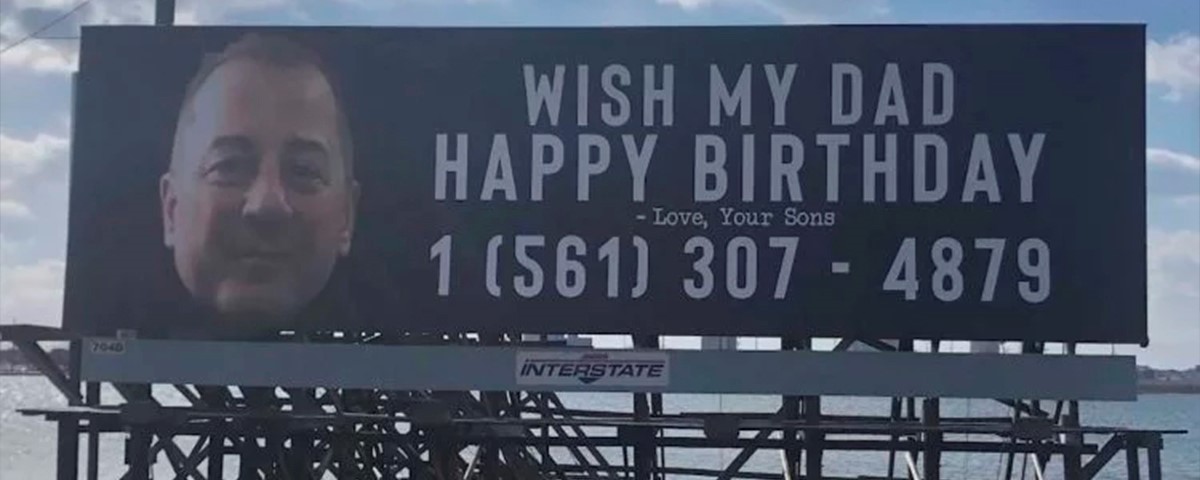 WISH MY DAD
HAPPY BIRTHDAY
- Love, Your Sons
1 (561) 307 - 4879
7040
INTERSTATE